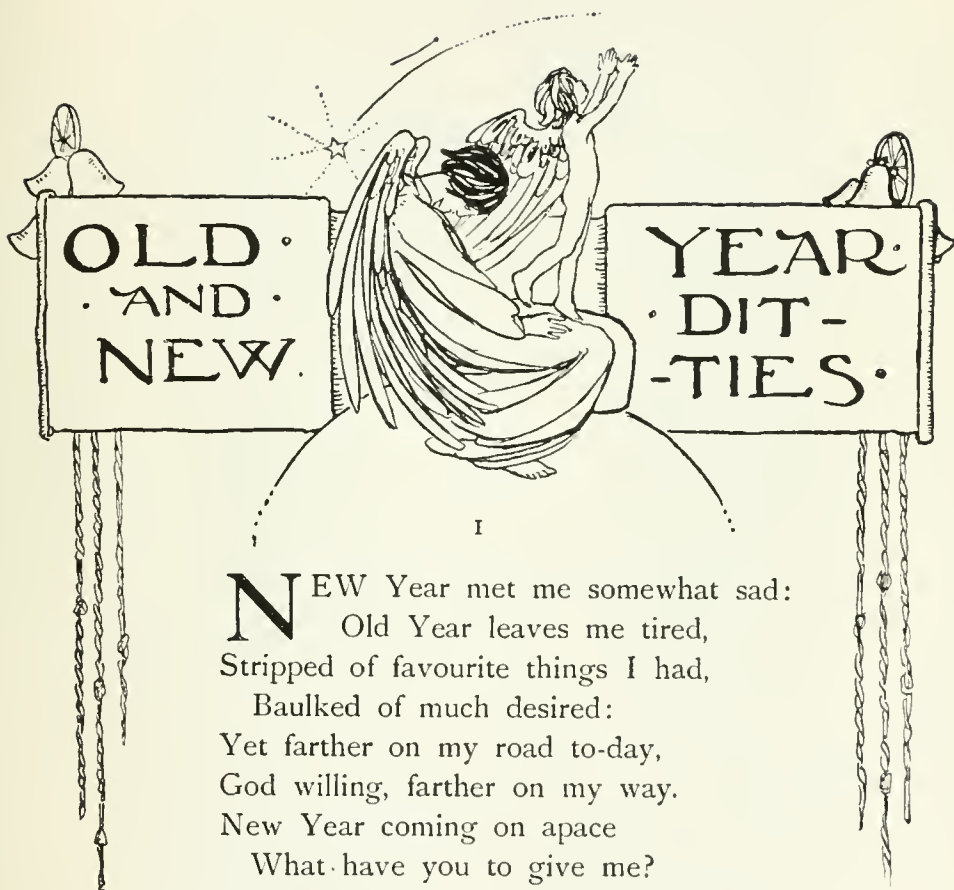 OLD ·
· AND ·
NEW.
YEAR·
· DIT-
-TIES·
I
NEW Year met me somewhat sad:
Old Year leaves me tired,
Stripped of favourite things I had,
Baulked of much desired:
Yet farther on my road to-day,
God willing, farther on my way.
New Year coming on apace
What have you to give me?